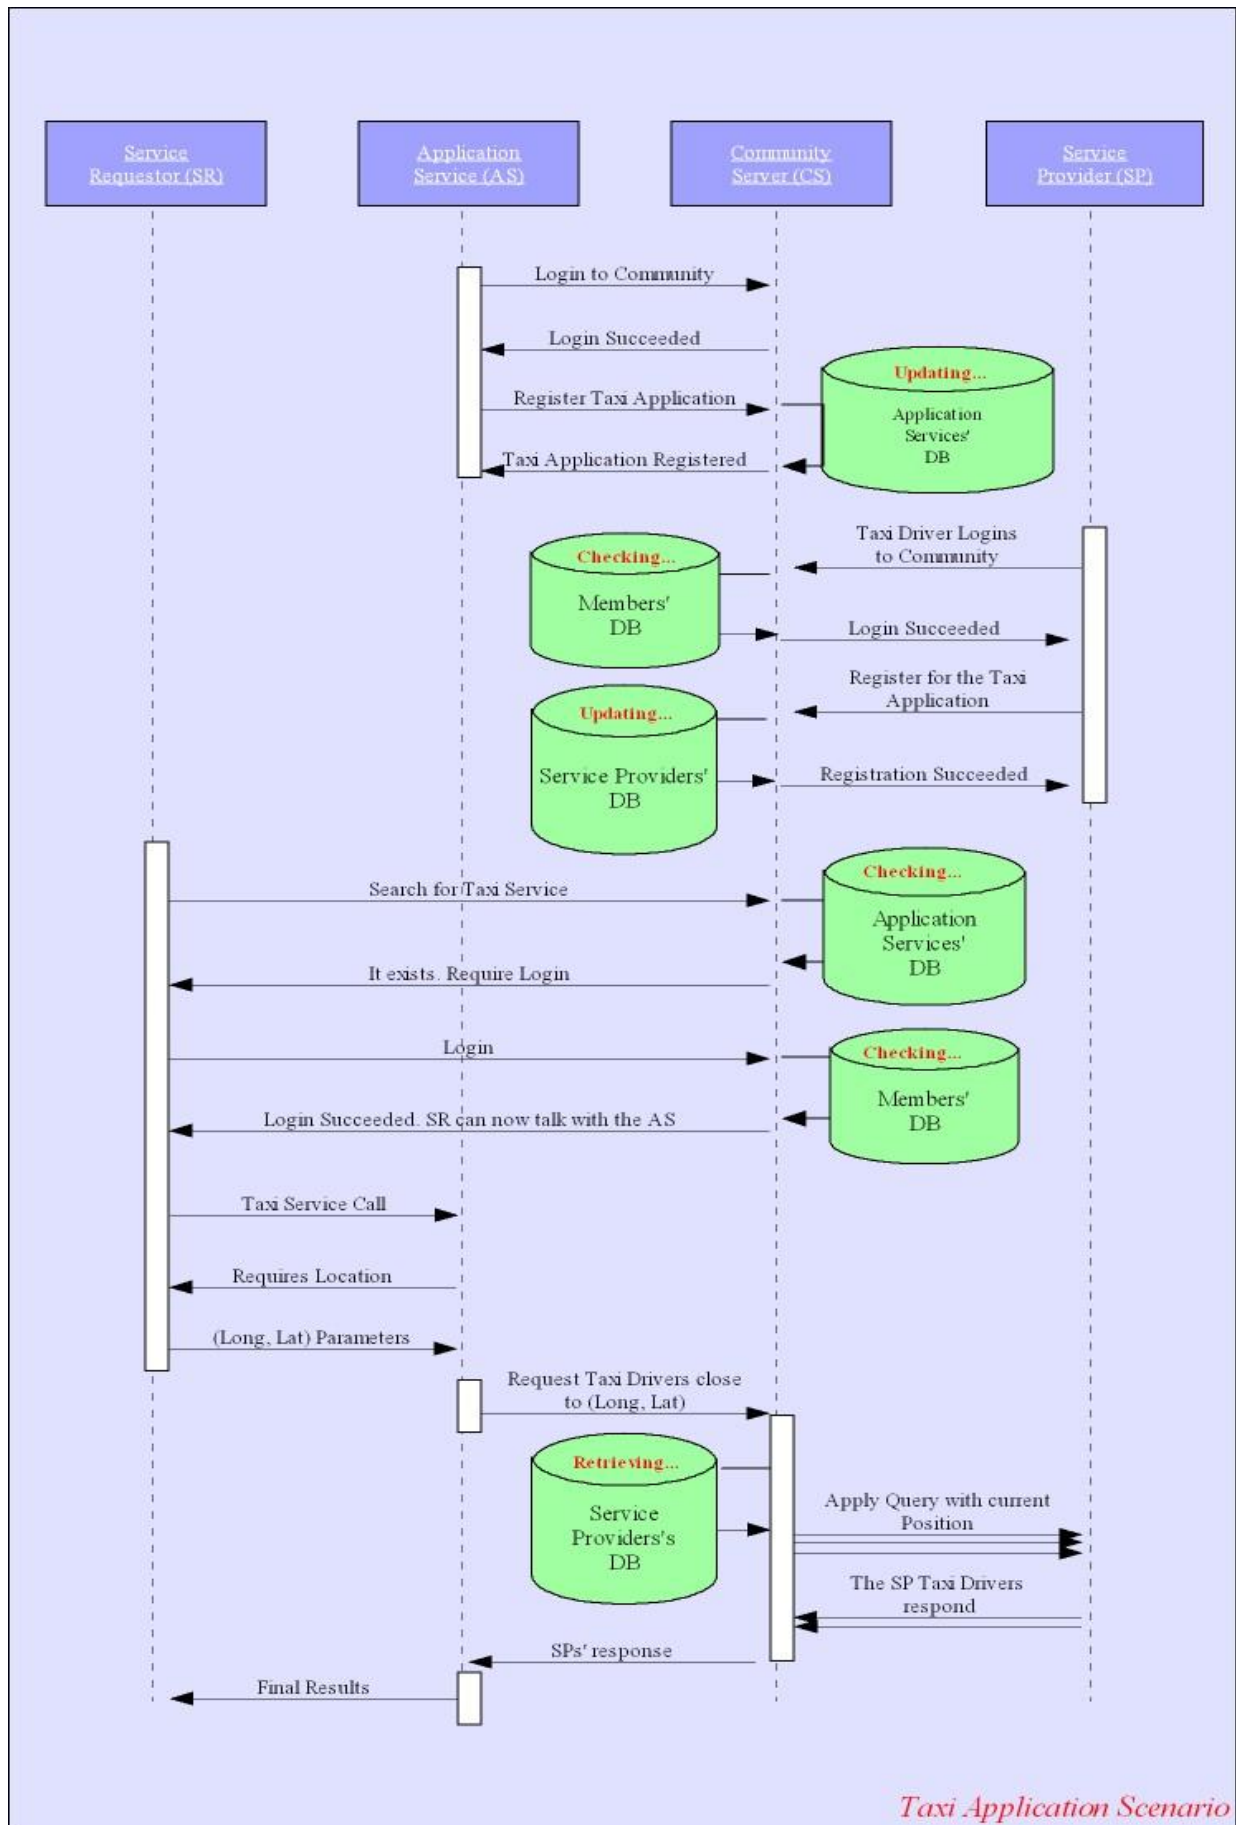 Service
Requestor (SR)
Application
Service (AS)
Community
Server (CS)
Service
Provider (SP)
Login to Community
Login Succeeded
Updating...
Register Taxi Application
Application
Services'
DB
Taxi Application Registered
Taxi Driver Logins
to Community
Checking...
Members'
DB
Login Succeeded
Register for the Taxi
Application
Updating...
Service Providers'
DB
Registration Succeeded
Search for Taxi Service
Checking...
Application
Services'
DB
It exists. Require Login
Login
Checking...
Members'
DB
Login Succeeded. SR can now talk with the AS
Taxi Service Call
Requires Location
(Long, Lat) Parameters
Request Taxi Drivers close
to (Long, Lat)
Retrieving...
Service
Providers's
DB
Apply Query with current
Position
The SP Taxi Drivers
respond
SPs' response
Final Results
Taxi Application Scenario